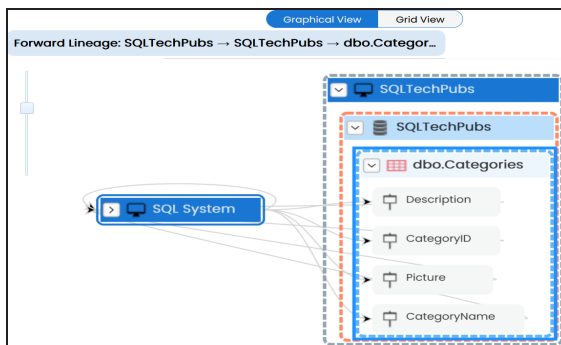 Graphical View Grid View
Forward Lineage: SQLTechPubs → SQLTechPubs → dbo.Categor...
SQLTechPubs
SQLTechPubs
dbo.Categories
Description
SQL System
CategoryID
Picture
CategoryName